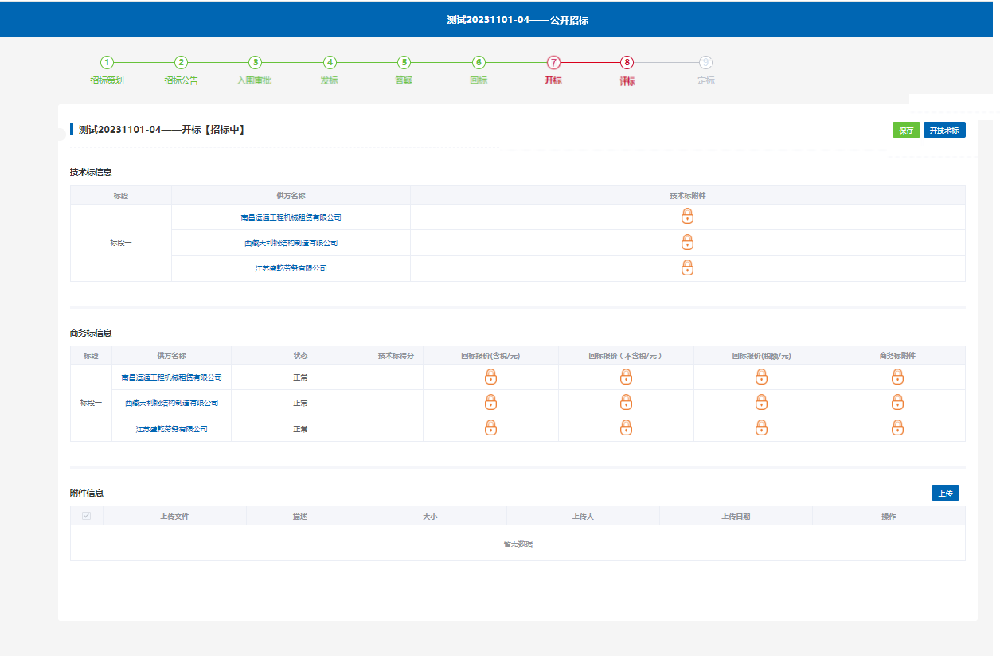 测试20231101-04——公开招标
1 2 3 4 5 6 7 8 9
招标策划 招标公告 入围审批 发标 答疑 回标 开标 评标 定标
测试20231101-04——开标【招标中】 保存 开技术标
技术标信息
标段 供方名称 技术标附件
南昌运通工程机械租赁有限公司
标段一 西藏天利钢结构制造有限公司
江苏盛乾劳务有限公司
商务标信息
标段 供方名称 状态 技术标得分 回标报价(含税/元) 回标报价（不含税/元） 回标报价(税额/元) 商务标附件
南昌运通工程机械租赁有限公司 正常
标段一 西藏天利钢结构制造有限公司 正常
江苏盛乾劳务有限公司 正常
附件信息 上传
上传文件 描述 大小 上传人 上传日期 操作
暂无数据